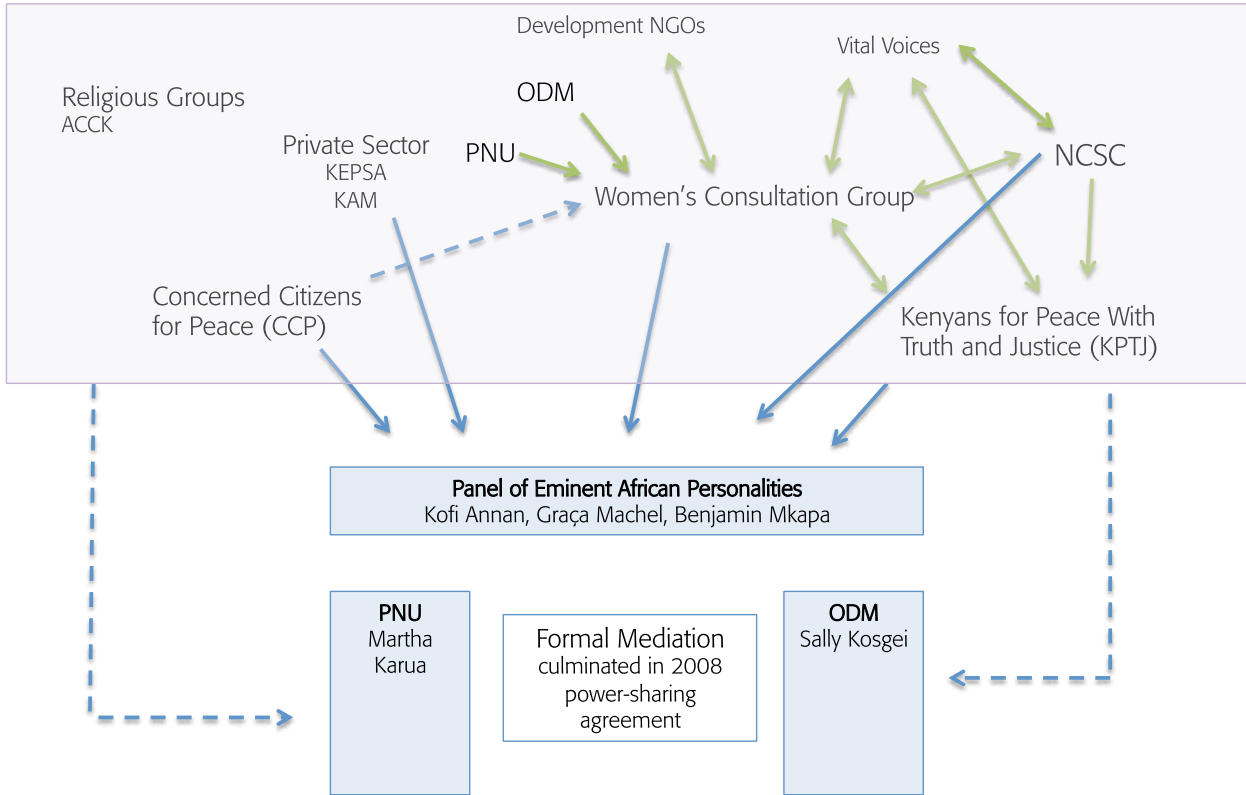 Development NGOs
Vital Voices
Religious Groups
ACCK
ODM
Private Sector
KEPSA
KAM
PNU
NCSC
Women's Consultation Group
Concerned Citizens
for Peace (CCP)
Kenyans for Peace With
Truth and Justice (KPTJ)
Panel of Eminent African Personalities
Kofi Annan, Graça Machel, Benjamin Mkapa
PNU
Martha
Karua
Formal Mediation
culminated in 2008
power-sharing
agreement
ODM
Sally Kosgei